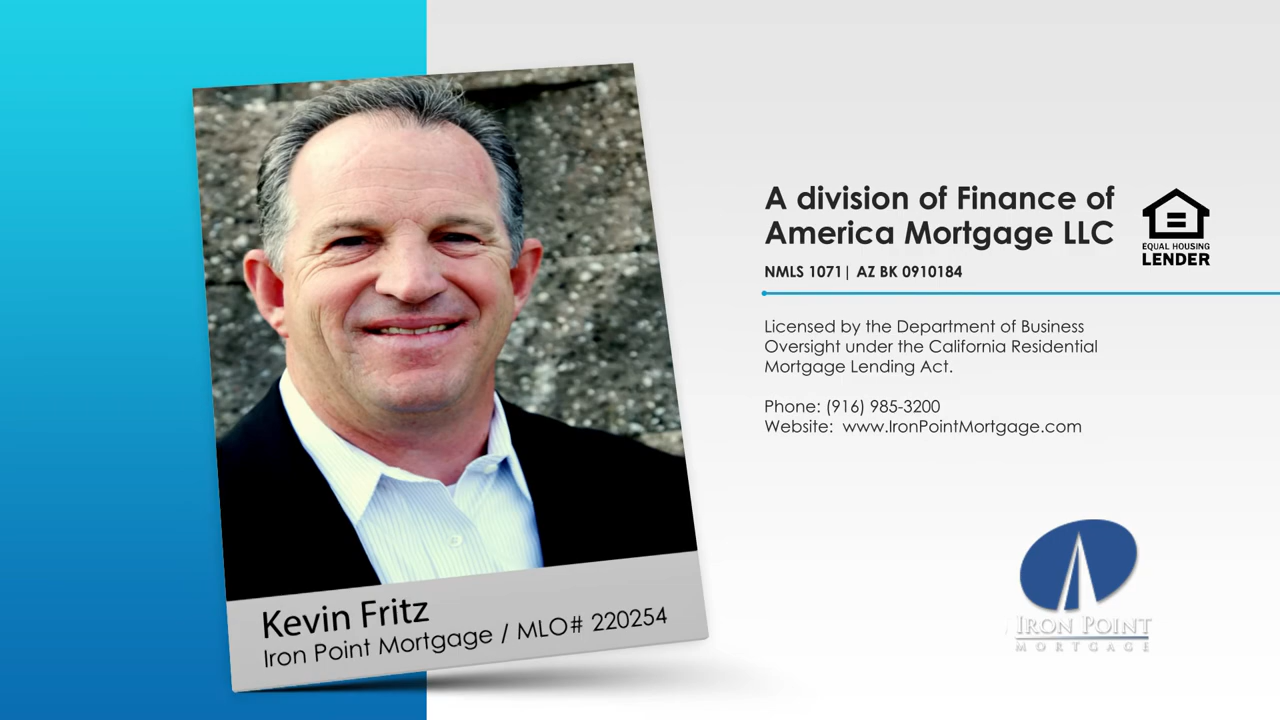 A division of Finance of
America Mortgage LLC
NMLS 1071| AZ BK 0910184
EQUAL HOUSING
LENDER
Licensed by the Department of Business
Oversight under the California Residential
Mortgage Lending Act.
Phone: (916) 985-3200
Website: www.IronPointMortgage.com
Kevin Fritz
Iron Point Mortgage / MLO# 220254
IRON POINT
MORTGAGE